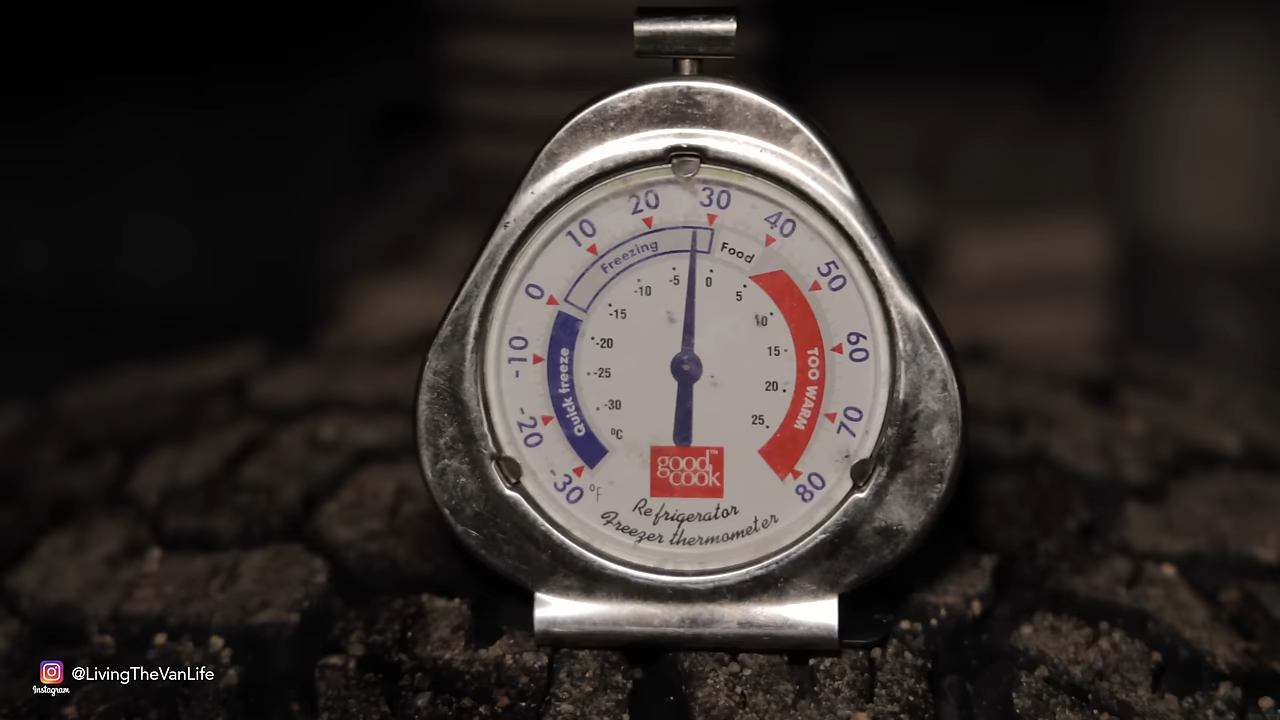 -30
-20
-10
0
10
20
30
40
50
60
70
80
°F
Quick freeze
Freezing
Food
TOO WARM
-30
-25
-20
-15
-10
-5
0
5
10
15
20
25
°C
good™
cook
Refrigerator
Freezer thermometer
Instagram
@LivingTheVanLife